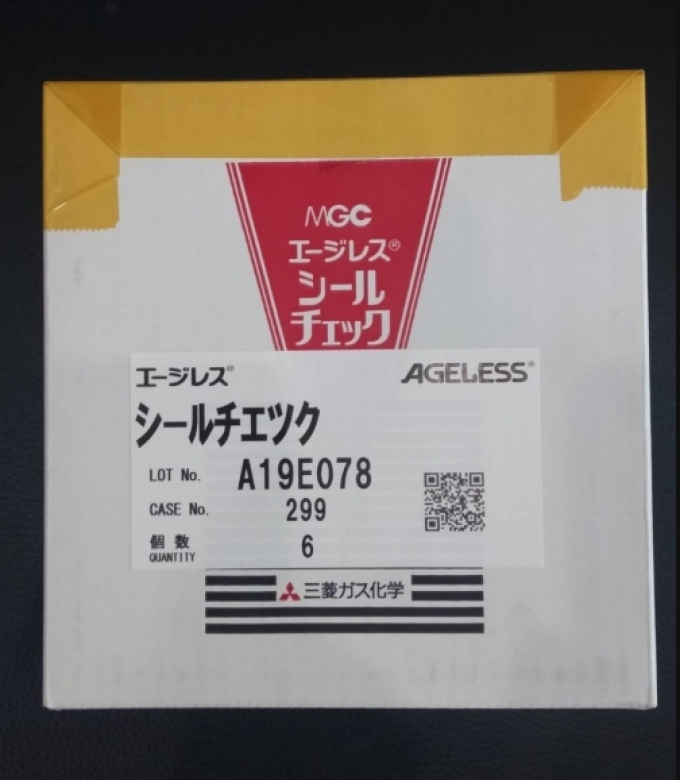 MGC
エージレス®
シール
チェック
エージレス® AGELESS®
シールチエツク
LOT No. A19E078
CASE No. 299
個数 6
QUANTITY
三菱ガス化学